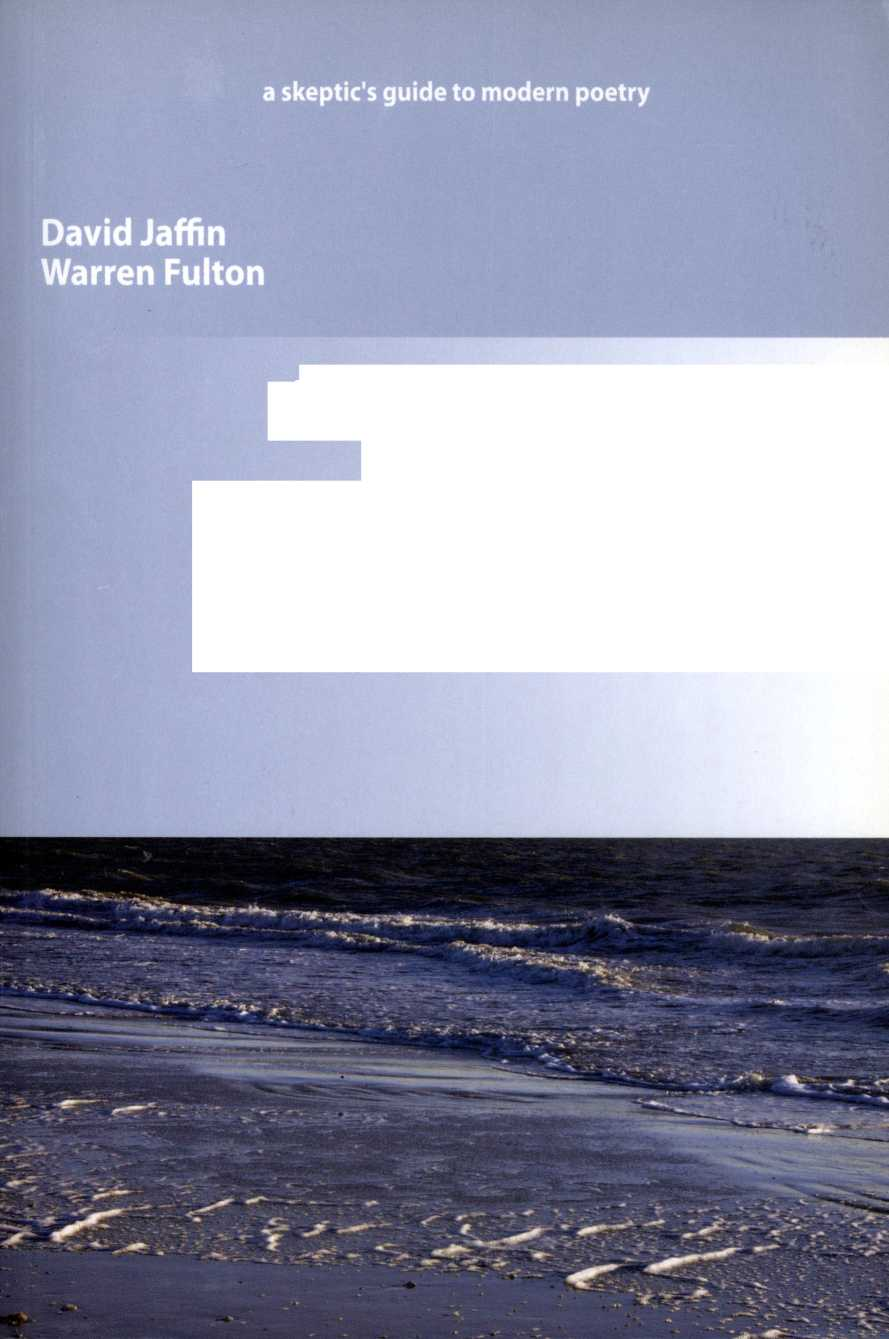 a skeptic's guide to modern poetry
David Jaffin
Warren Fulton